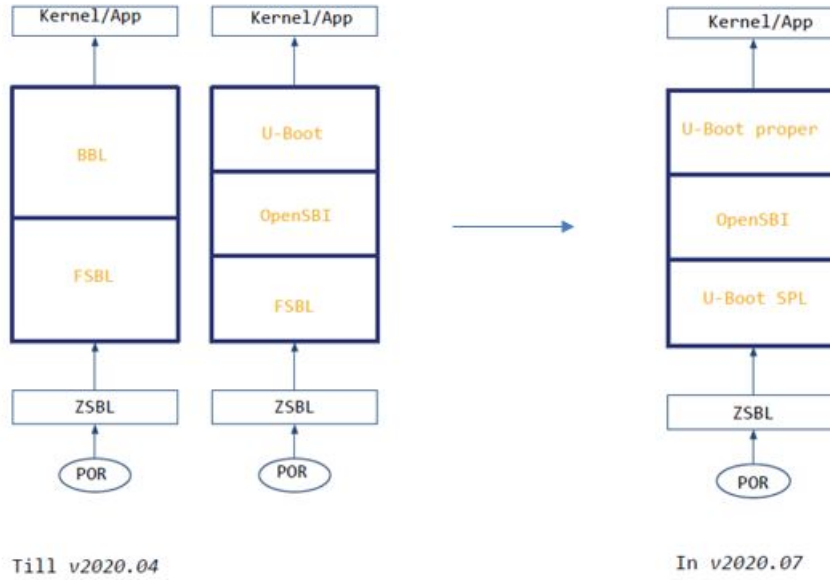 Kernel/App
BBL
FSBL
ZSBL
POR
Kernel/App
U-Boot
OpenSBI
FSBL
ZSBL
POR
Till v2020.04
Kernel/App
U-Boot proper
OpenSBI
U-Boot SPL
ZSBL
POR
In v2020.07